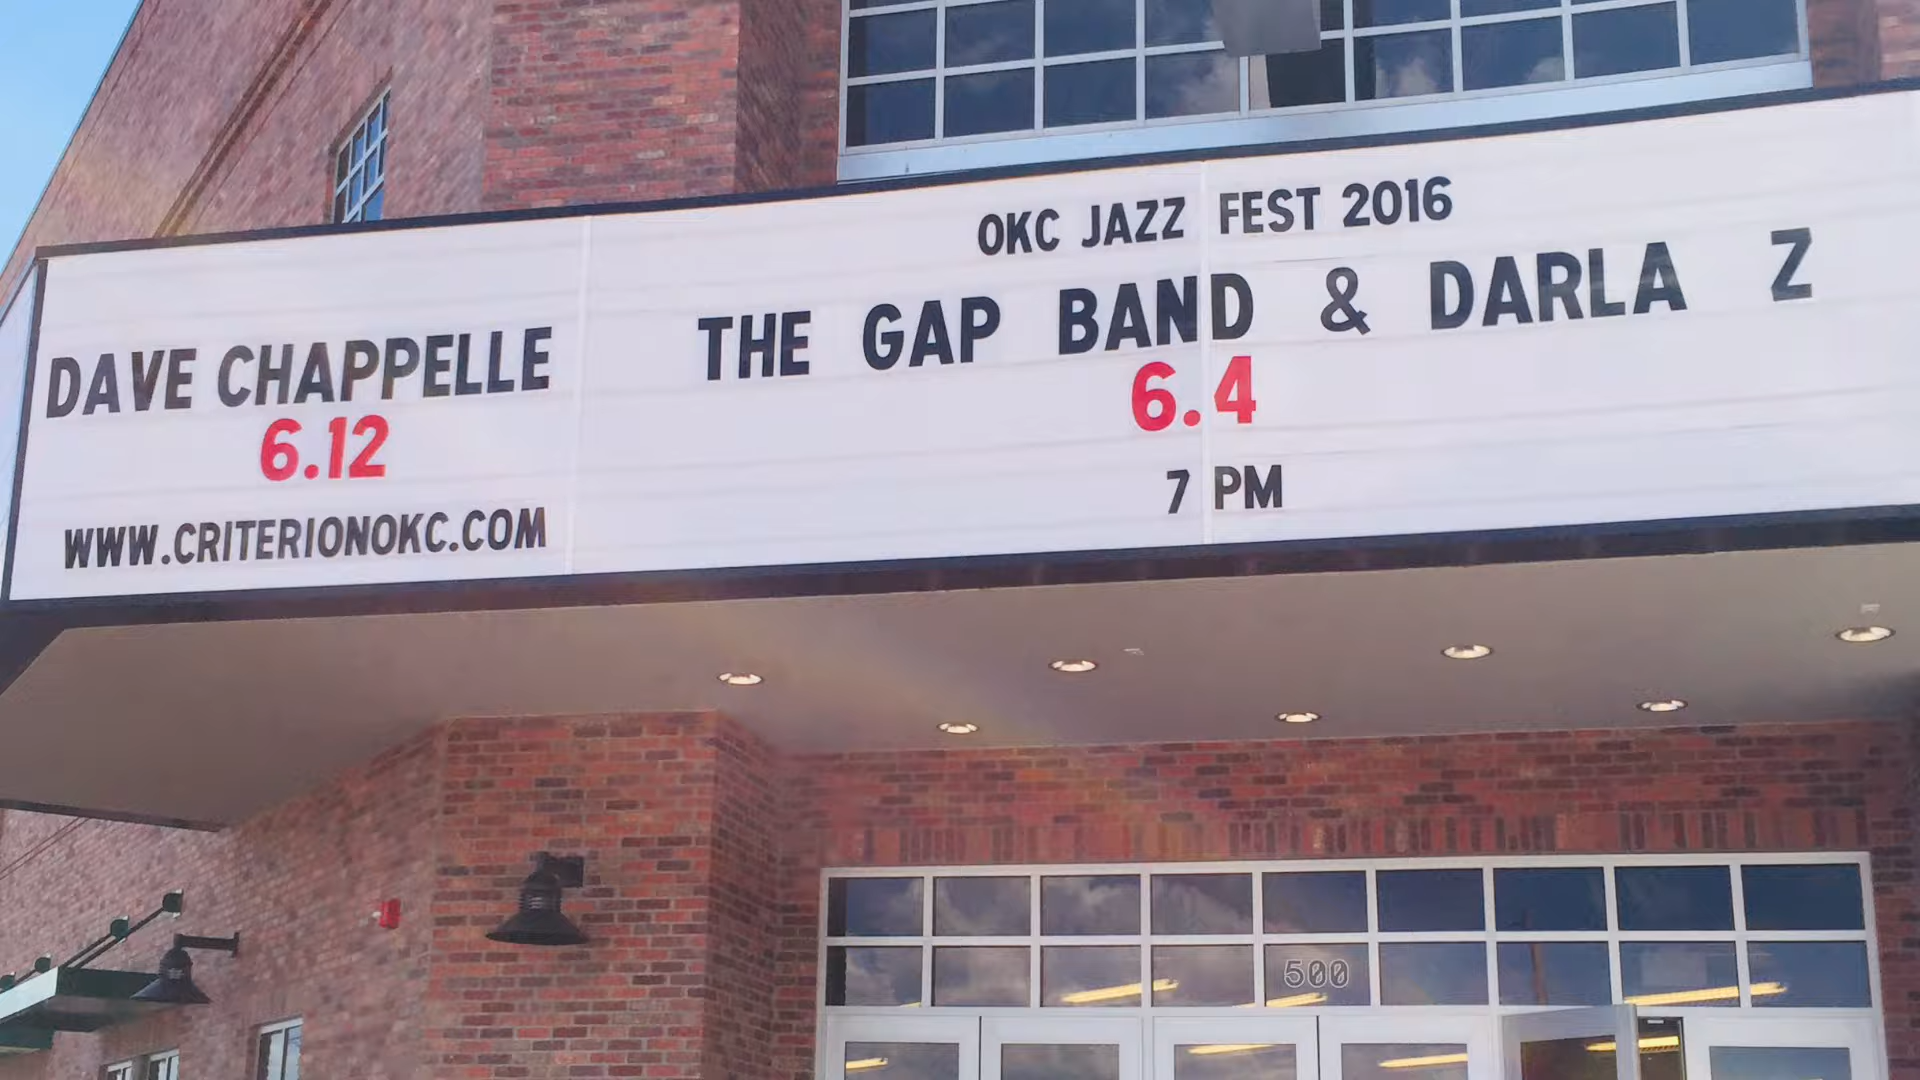 DAVE CHAPPELLE
6.12
WWW.CRITERIONOKC.COM
OKC JAZZ FEST 2016
THE GAP BAND & DARLA Z
6.4
7 PM
500